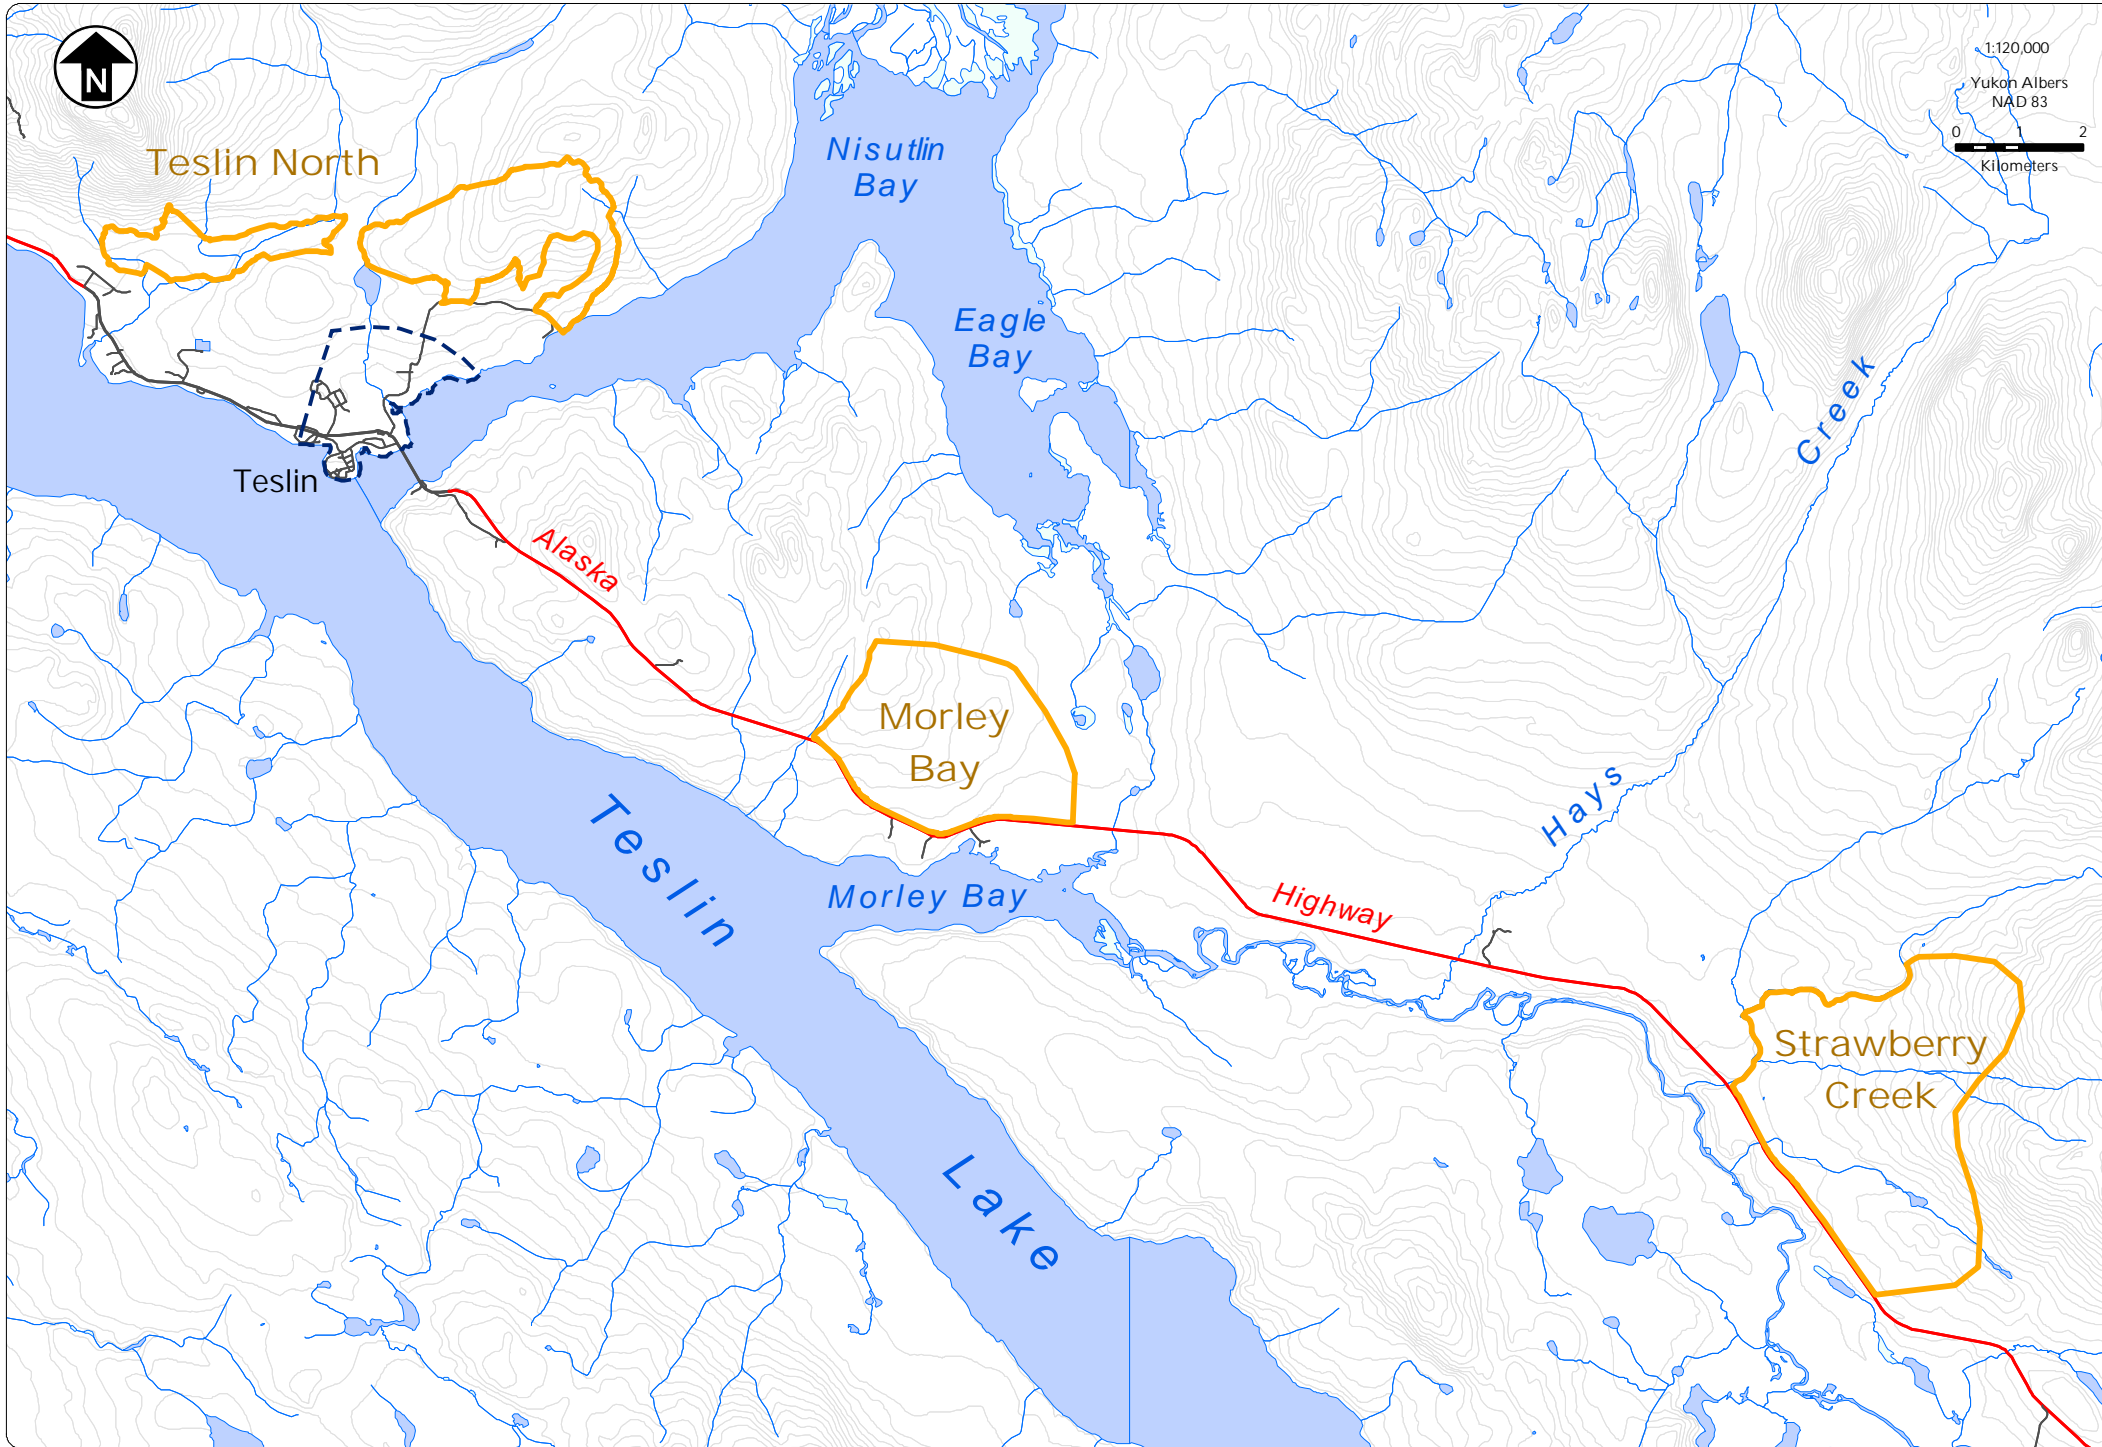 N
1:120,000
Yukon Albers
NAD 83
0 1 2
Kilometers
Teslin North
Nisutlin
Bay
Eagle
Bay
Creek
Teslin
Alaska
Morley
Bay
Hays
Teslin
Morley Bay
Highway
Strawberry
Creek
Lake